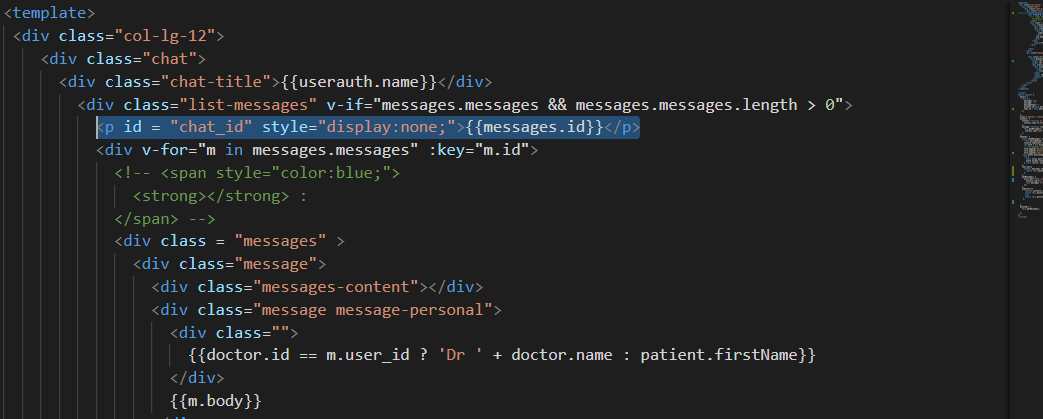 <template>
<div class="col-lg-12">
<div class="chat">
<div class="chat-title">{{userauth.name}}</div>
<div class="list-messages" v-if="messages.messages && messages.messages.length > 0">
<p id = "chat_id" style="display:none;">{{messages.id}}</p>
<div v-for="m in messages.messages" :key="m.id">
<!-- <span style="color:blue;">
<strong></strong> :
</span> -->
<div class = "messages" >
<div class="message">
<div class="messages-content"></div>
<div class="message message-personal">
<div class="">
{{doctor.id == m.user_id ? 'Dr ' + doctor.name : patient.firstName}}
</div>
{{m.body}}